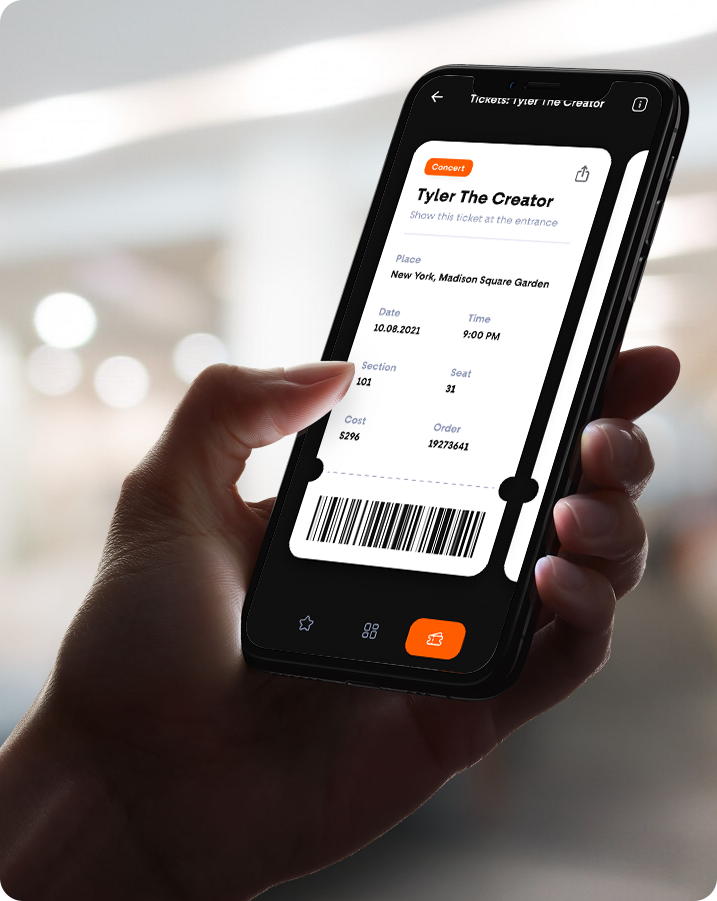 Tickets: Tyler The Creator
Concert
Tyler The Creator
Show this ticket at the entrance
Place
New York, Madison Square Garden
Date
Time
10.08.2021
9:00 PM
Section
Seat
101
31
Cost
Order
$296
19273641